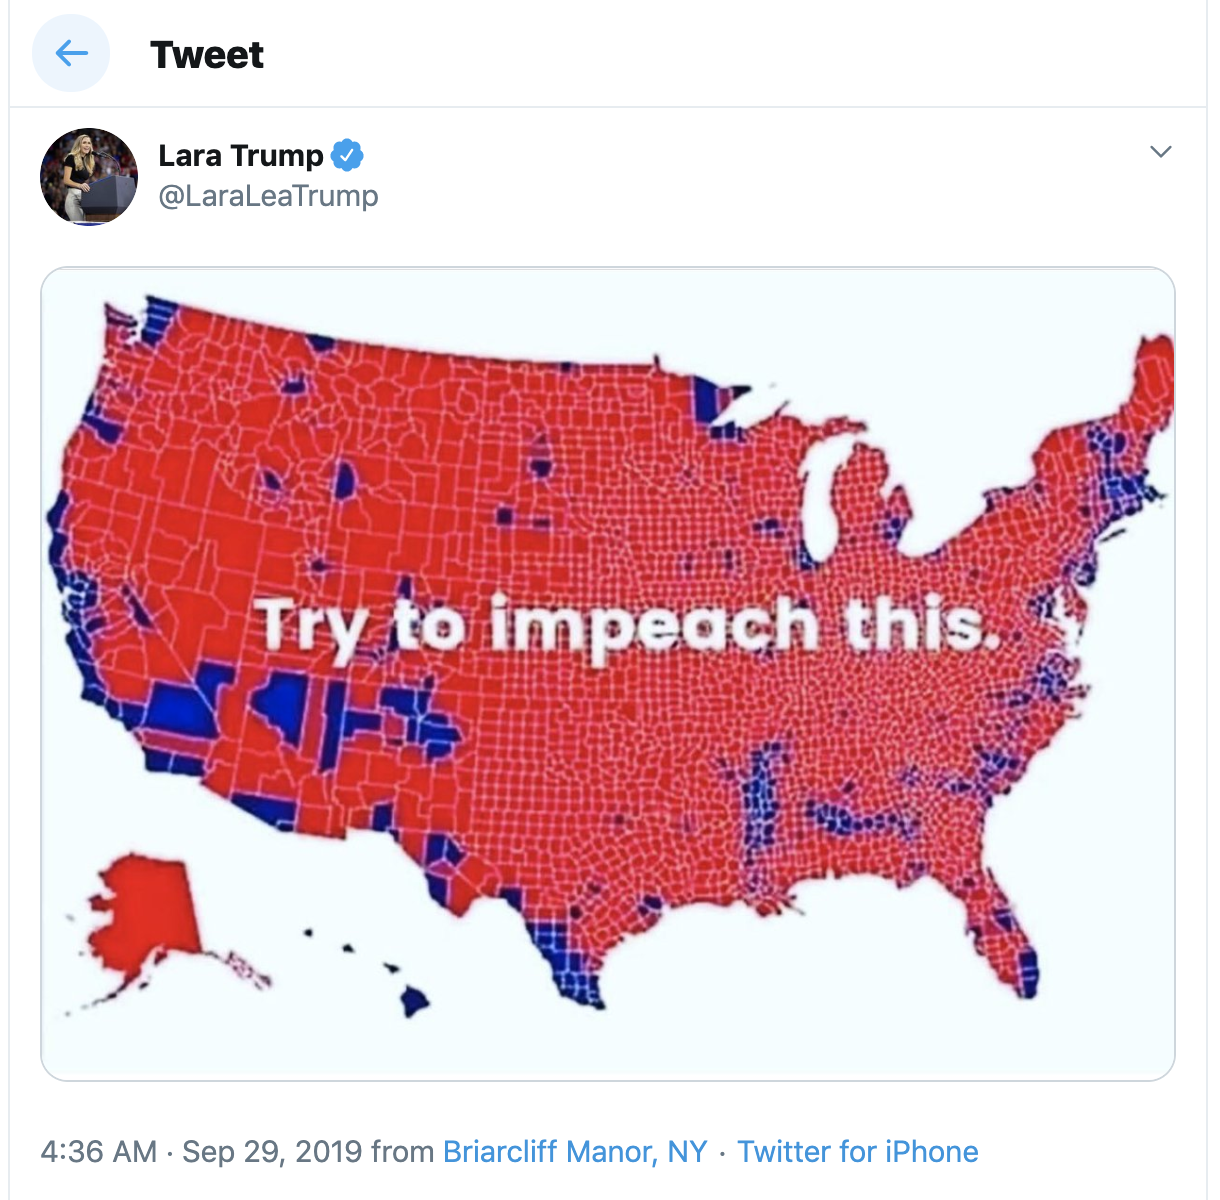 Tweet
Lara Trump
@LaraLeaTrump
Try to impeach this.
4:36 AM · Sep 29, 2019 from Briarcliff Manor, NY · Twitter for iPhone